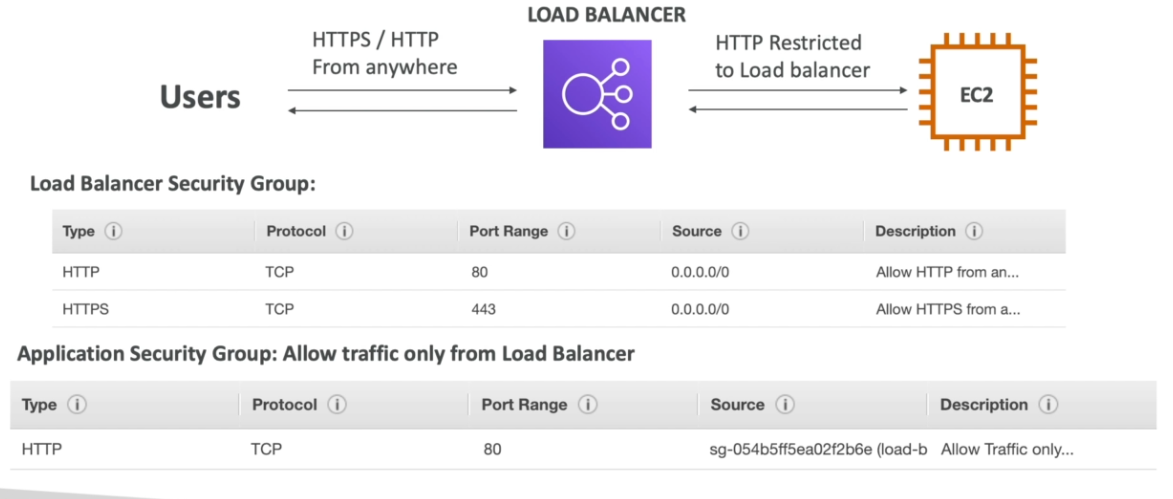 LOAD BALANCER
HTTPS / HTTP
From anywhere
HTTP Restricted
to Load balancer
Users
EC2
Load Balancer Security Group:
Type Protocol Port Range Source Description
HTTP TCP 80 0.0.0.0/0 Allow HTTP from an...
HTTPS TCP 443 0.0.0.0/0 Allow HTTPS from a...
Application Security Group: Allow traffic only from Load Balancer
Type Protocol Port Range Source Description
HTTP TCP 80 sg-054b5ff5ea02f2b6e (load-b Allow Traffic only...